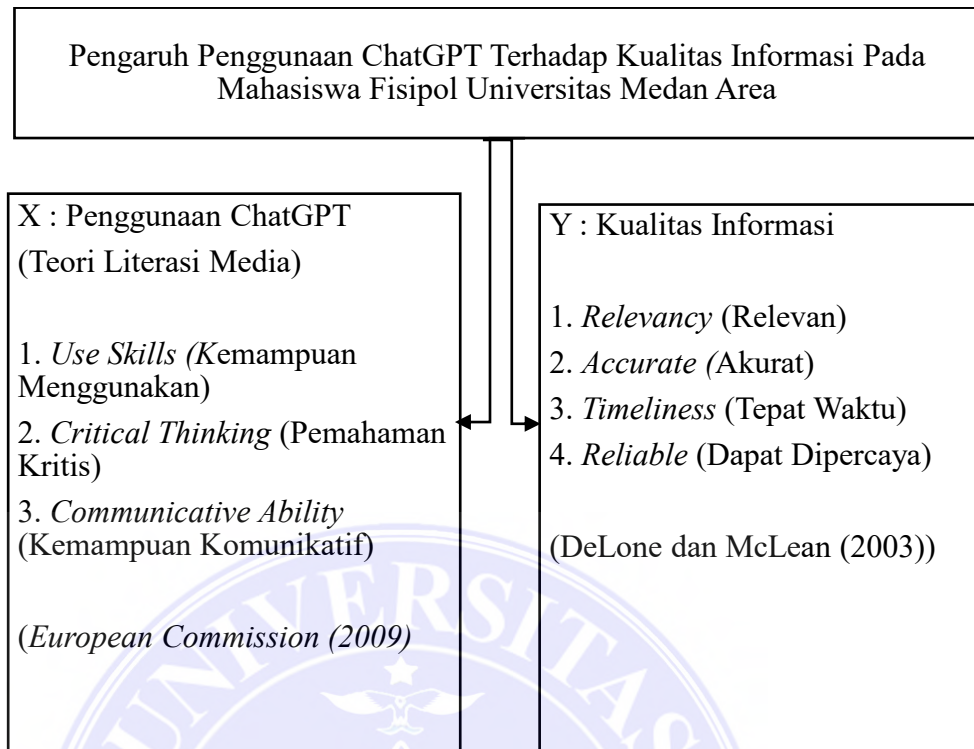 Pengaruh Penggunaan ChatGPT Terhadap Kualitas Informasi Pada
Mahasiswa Fisipol Universitas Medan Area
X : Penggunaan ChatGPT
(Teori Literasi Media)
1. Use Skills (Kemampuan
Menggunakan)
2. Critical Thinking (Pemahaman
Kritis)
3. Communicative Ability
(Kemampuan Komunikatif)
(European Commission (2009)
Y : Kualitas Informasi
1. Relevancy (Relevan)
2. Accurate (Akurat)
3. Timeliness (Tepat Waktu)
4. Reliable (Dapat Dipercaya)
(DeLone dan McLean (2003))
UNIVERSITAS